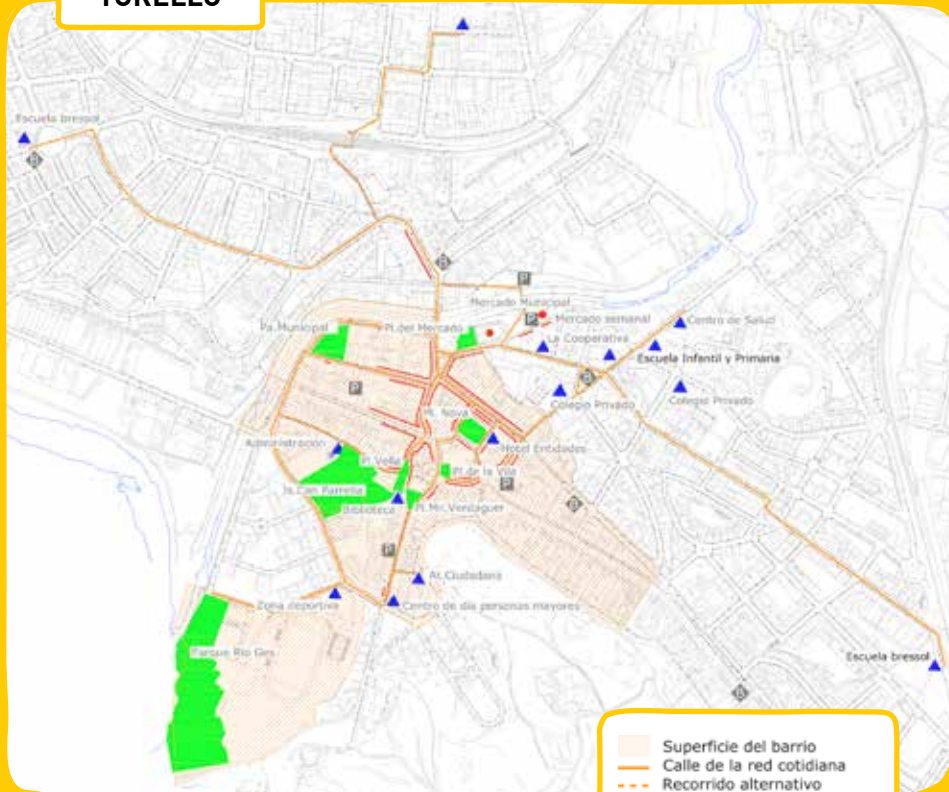 TORELLÓ
Escuela bressol
B
B
P
Mercado Municipal
P
Mercado semanal
Pa.Municipal
Pl.del Mercado
Centro de Salud
La Cooperativa
Escuela Infantil y Primaria
B
P
Colegio Privado
Colegio Privado
Pl. Nova
Administración
Hotel Entidades
Pl.Vella
Pl.de la Vila
P
Js.Can Parrella
Biblioteca
Pl.Mn.Verdaguer
B
P
At.Ciudadana
Zona deportiva
Centro de día personas mayores
Parque Río Ges
Escuela bressol
B
Superficie del barrio
Calle de la red cotidiana
Recorrido alternativo